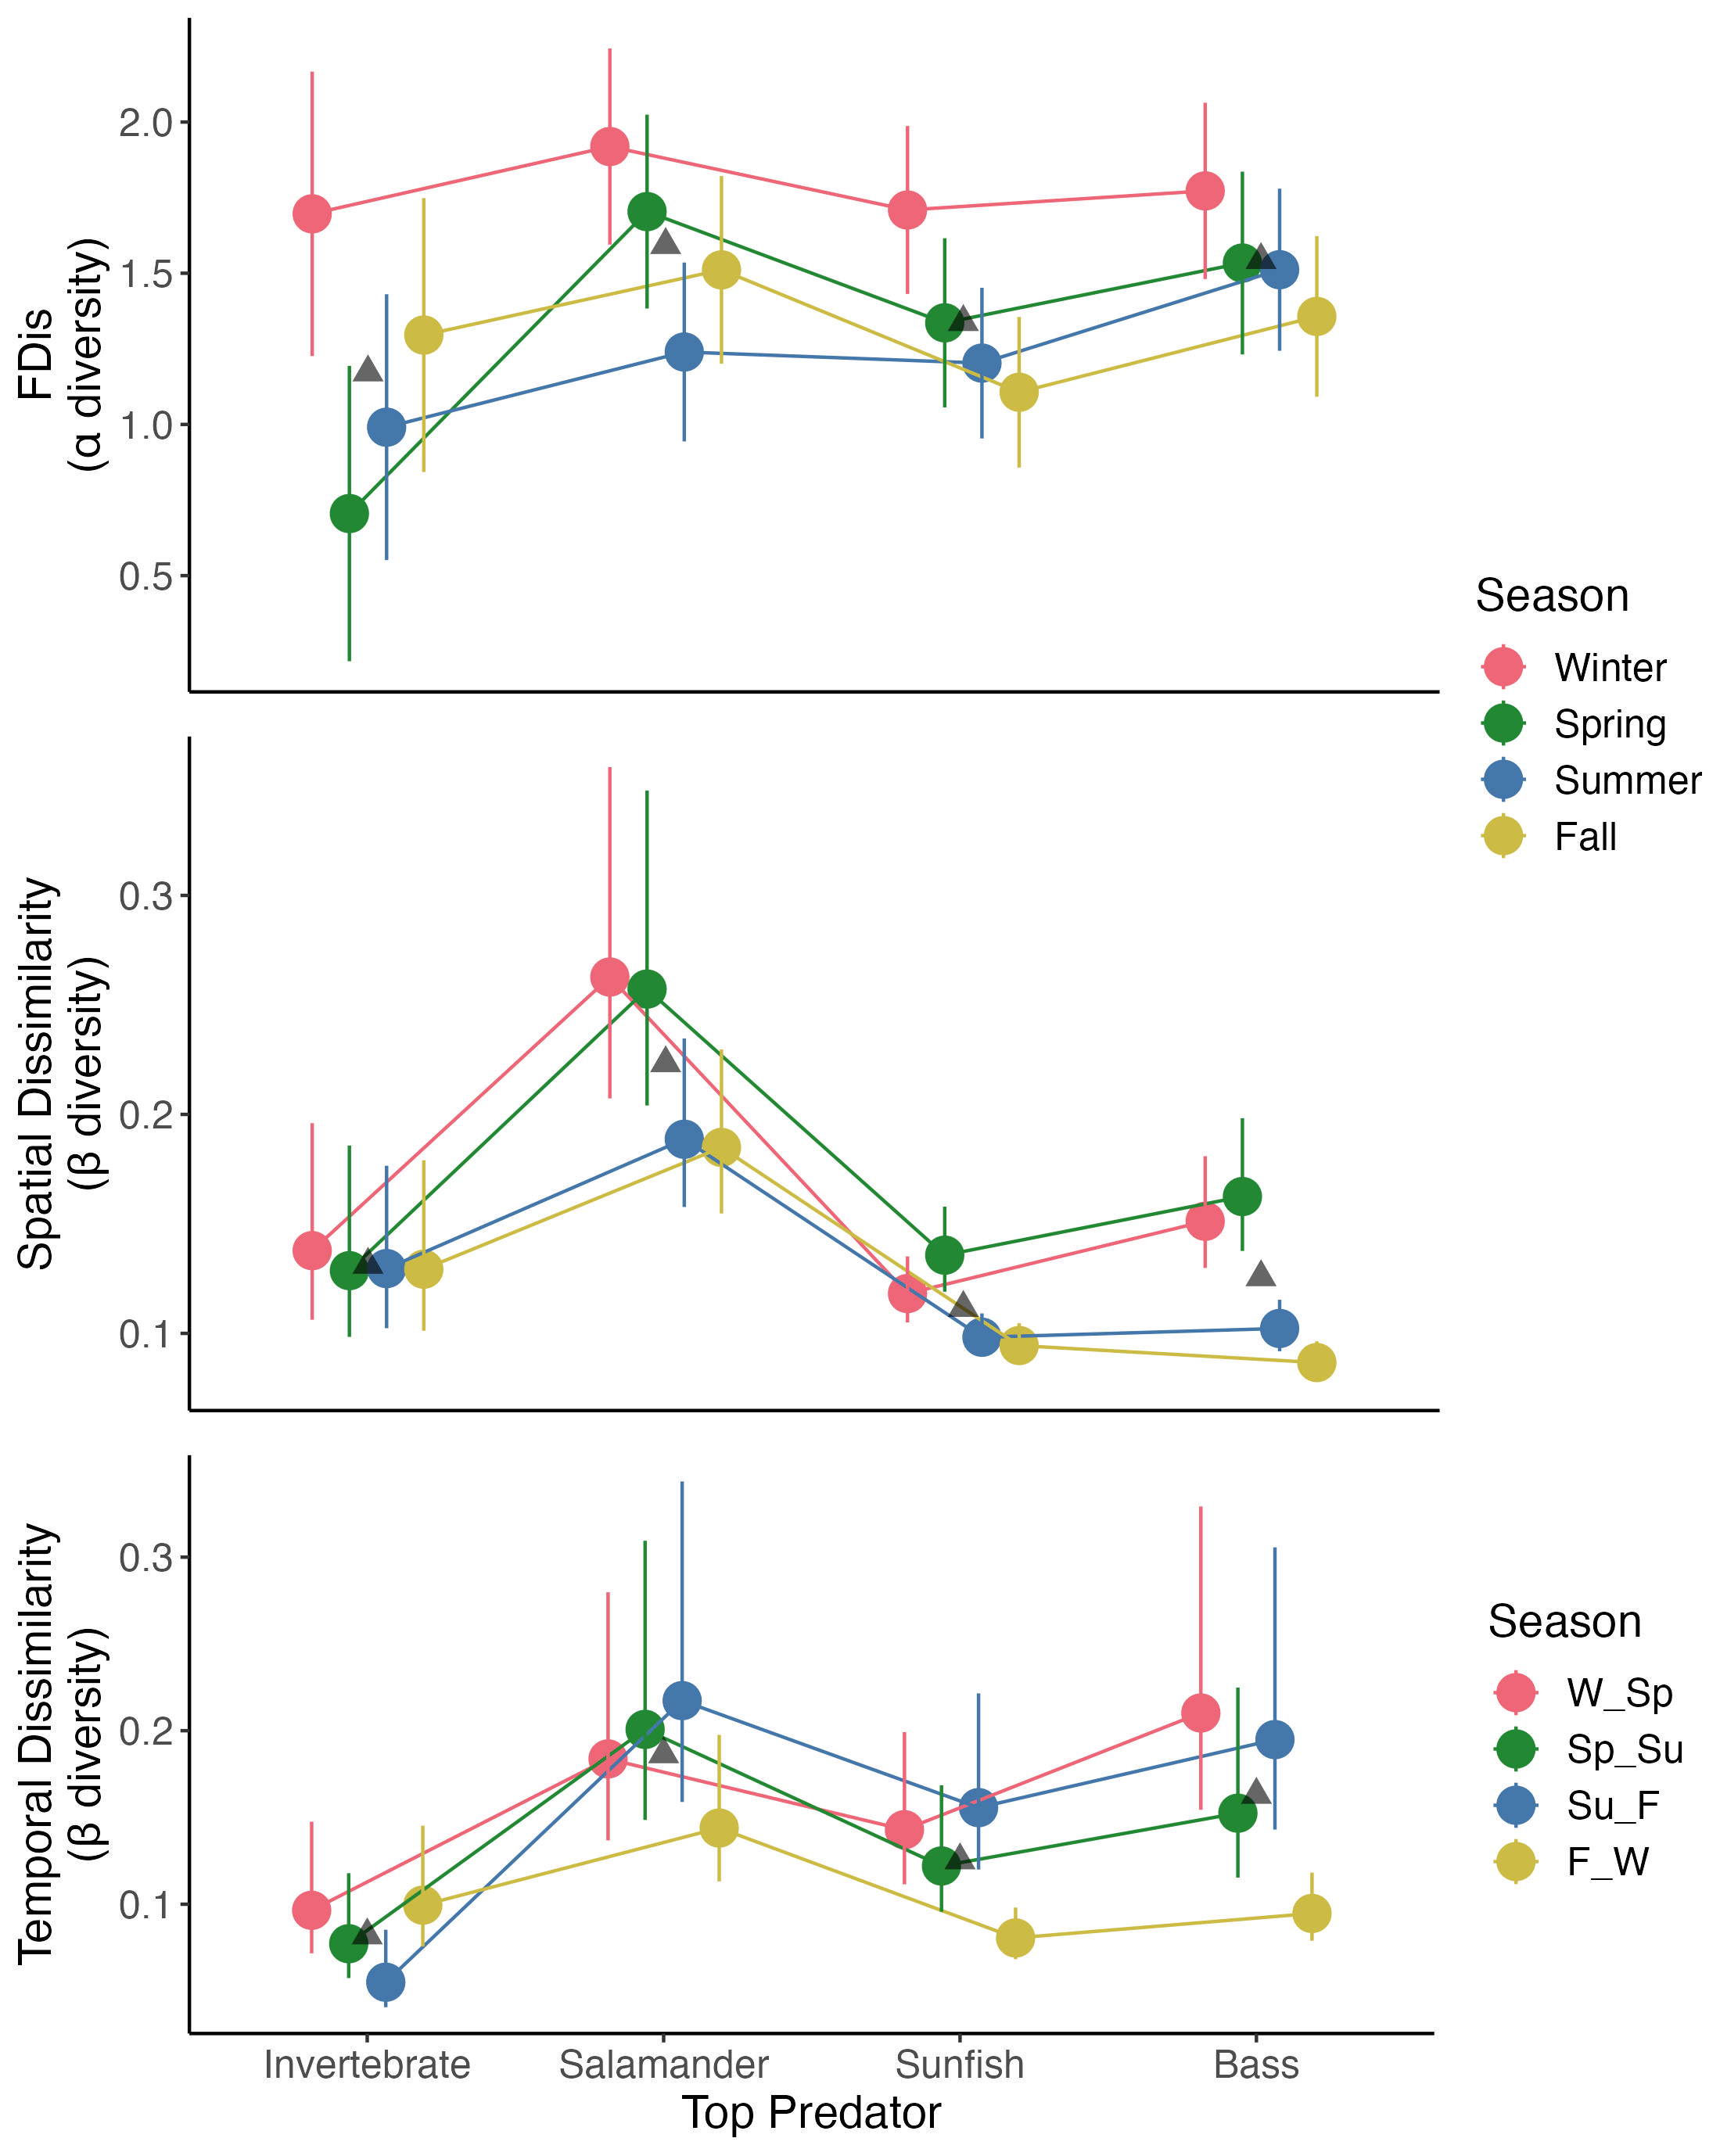 FDis
(α diversity)
2.0
1.5
1.0
0.5
Season
Winter
Spring
Summer
Fall
Spatial Dissimilarity
(β diversity)
0.3
0.2
0.1
Temporal Dissimilarity
(β diversity)
0.3
0.2
0.1
Season
W_Sp
Sp_Su
Su_F
F_W
Invertebrate Salamander Sunfish Bass
Top Predator